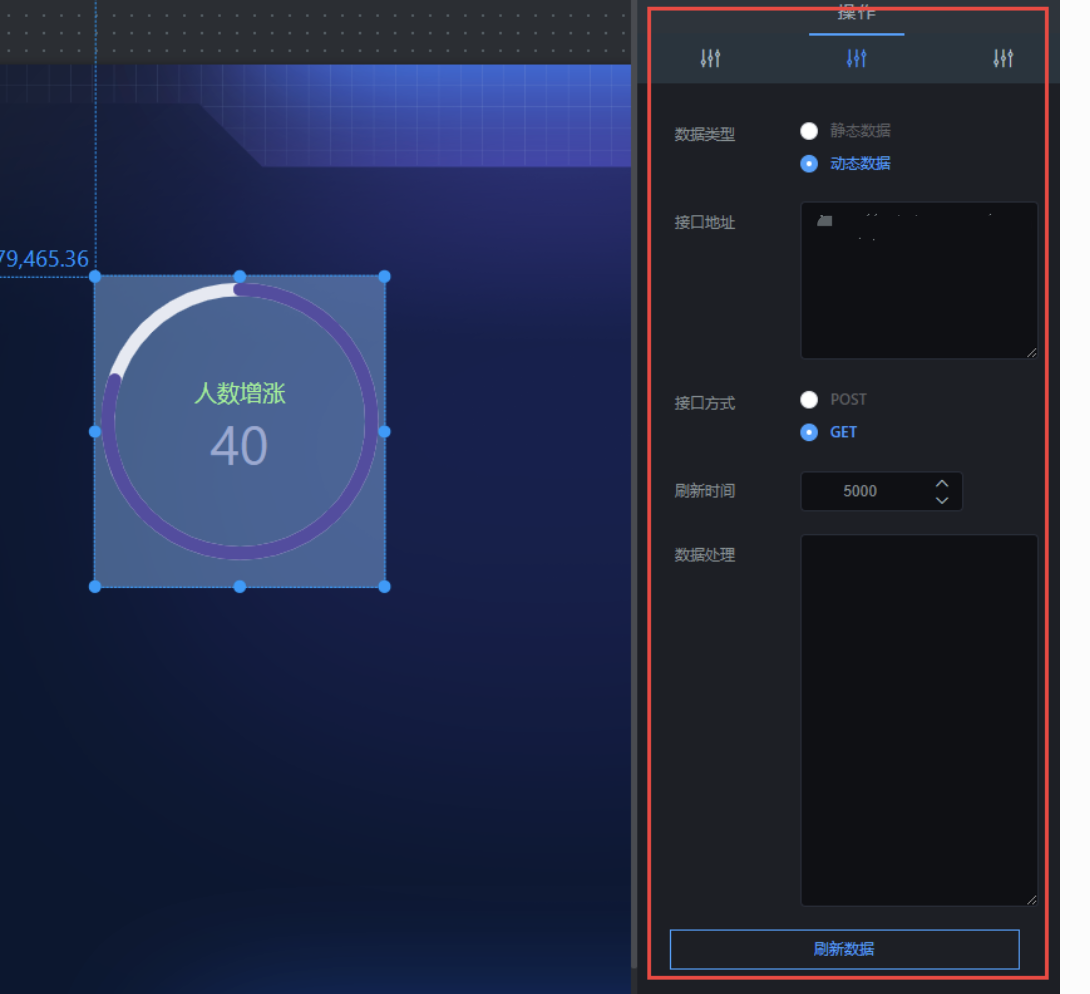 操作
数据类型
静态数据
动态数据
接口地址
79,465.36
人数增涨
40
接口方式
POST
GET
刷新时间
5000
数据处理
刷新数据